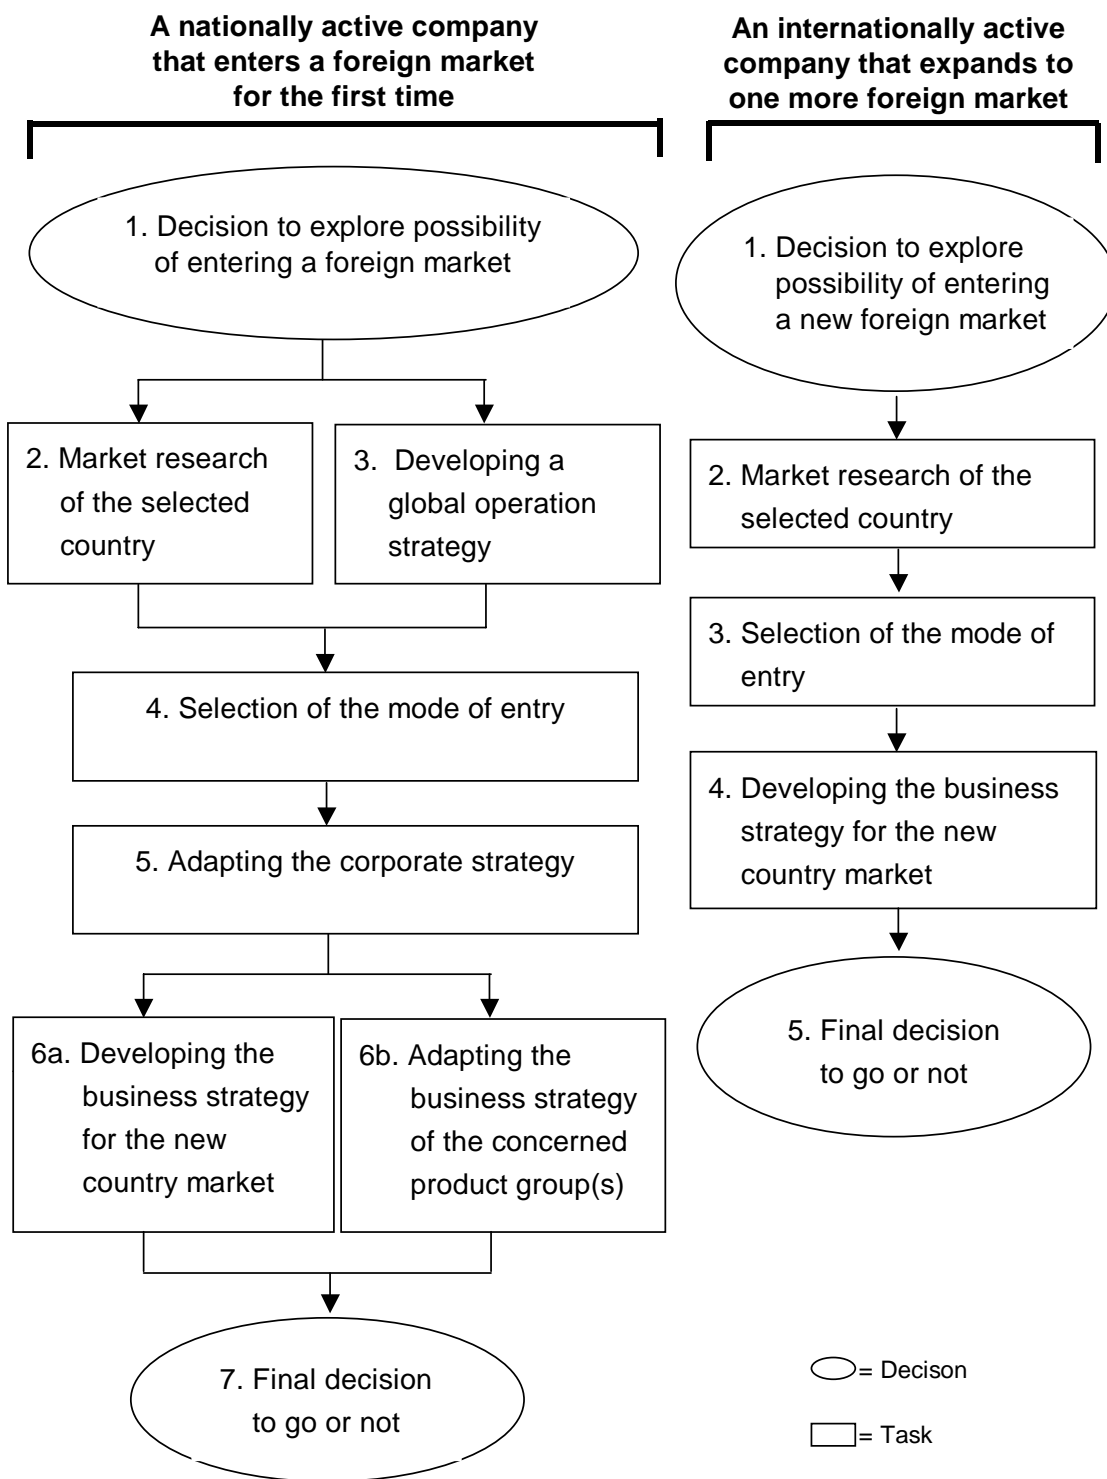 A nationally active company
that enters a foreign market
for the first time
1. Decision to explore possibility
of entering a foreign market
2. Market research
of the selected
country
3. Developing a
global operation
strategy
4. Selection of the mode of entry
5. Adapting the corporate strategy
6a. Developing the
business strategy
for the new
country market
6b. Adapting the
business strategy
of the concerned
product group(s)
7. Final decision
to go or not
An internationally active
company that expands to
one more foreign market
1. Decision to explore
possibility of entering
a new foreign market
2. Market research of the
selected country
3. Selection of the mode of
entry
4. Developing the business
strategy for the new
country market
5. Final decision
to go or not
= Decison
= Task